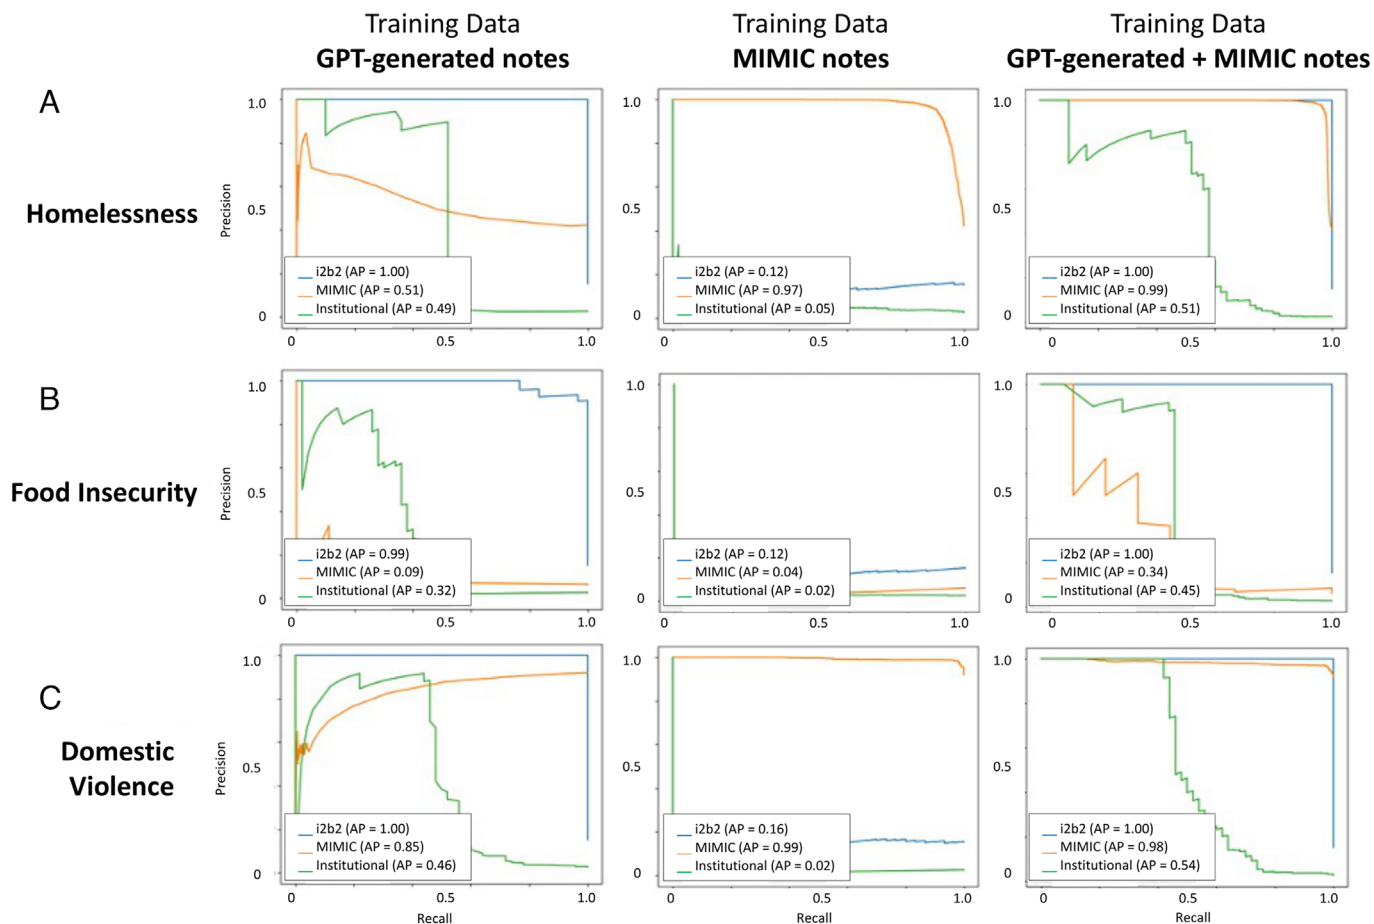 Training Data
GPT-generated notes
Training Data
MIMIC notes
Training Data
GPT-generated + MIMIC notes
A
Homelessness
Precision
1.0
0.5
0
i2b2 (AP = 1.00)
MIMIC (AP = 0.51)
Institutional (AP = 0.49)
0
0.5
1.0
1.0
0.5
0
i2b2 (AP = 0.12)
MIMIC (AP = 0.97)
Institutional (AP = 0.05)
0
0.5
1.0
1.0
0.5
0
i2b2 (AP = 1.00)
MIMIC (AP = 0.99)
Institutional (AP = 0.51)
0
0.5
1.0
B
Food Insecurity
Precision
1.0
0.5
0
i2b2 (AP = 0.99)
MIMIC (AP = 0.09)
Institutional (AP = 0.32)
0
0.5
1.0
1.0
0.5
0
i2b2 (AP = 0.12)
MIMIC (AP = 0.04)
Institutional (AP = 0.02)
0
0.5
1.0
1.0
0.5
0
i2b2 (AP = 1.00)
MIMIC (AP = 0.34)
Institutional (AP = 0.45)
0
0.5
1.0
C
Domestic
Violence
Precision
1.0
0.5
0
i2b2 (AP = 1.00)
MIMIC (AP = 0.85)
Institutional (AP = 0.46)
0
0.5
1.0
Recall
1.0
0.5
0
i2b2 (AP = 0.16)
MIMIC (AP = 0.99)
Institutional (AP = 0.02)
0
0.5
1.0
Recall
1.0
0.5
0
i2b2 (AP = 1.00)
MIMIC (AP = 0.98)
Institutional (AP = 0.54)
0
0.5
1.0
Recall